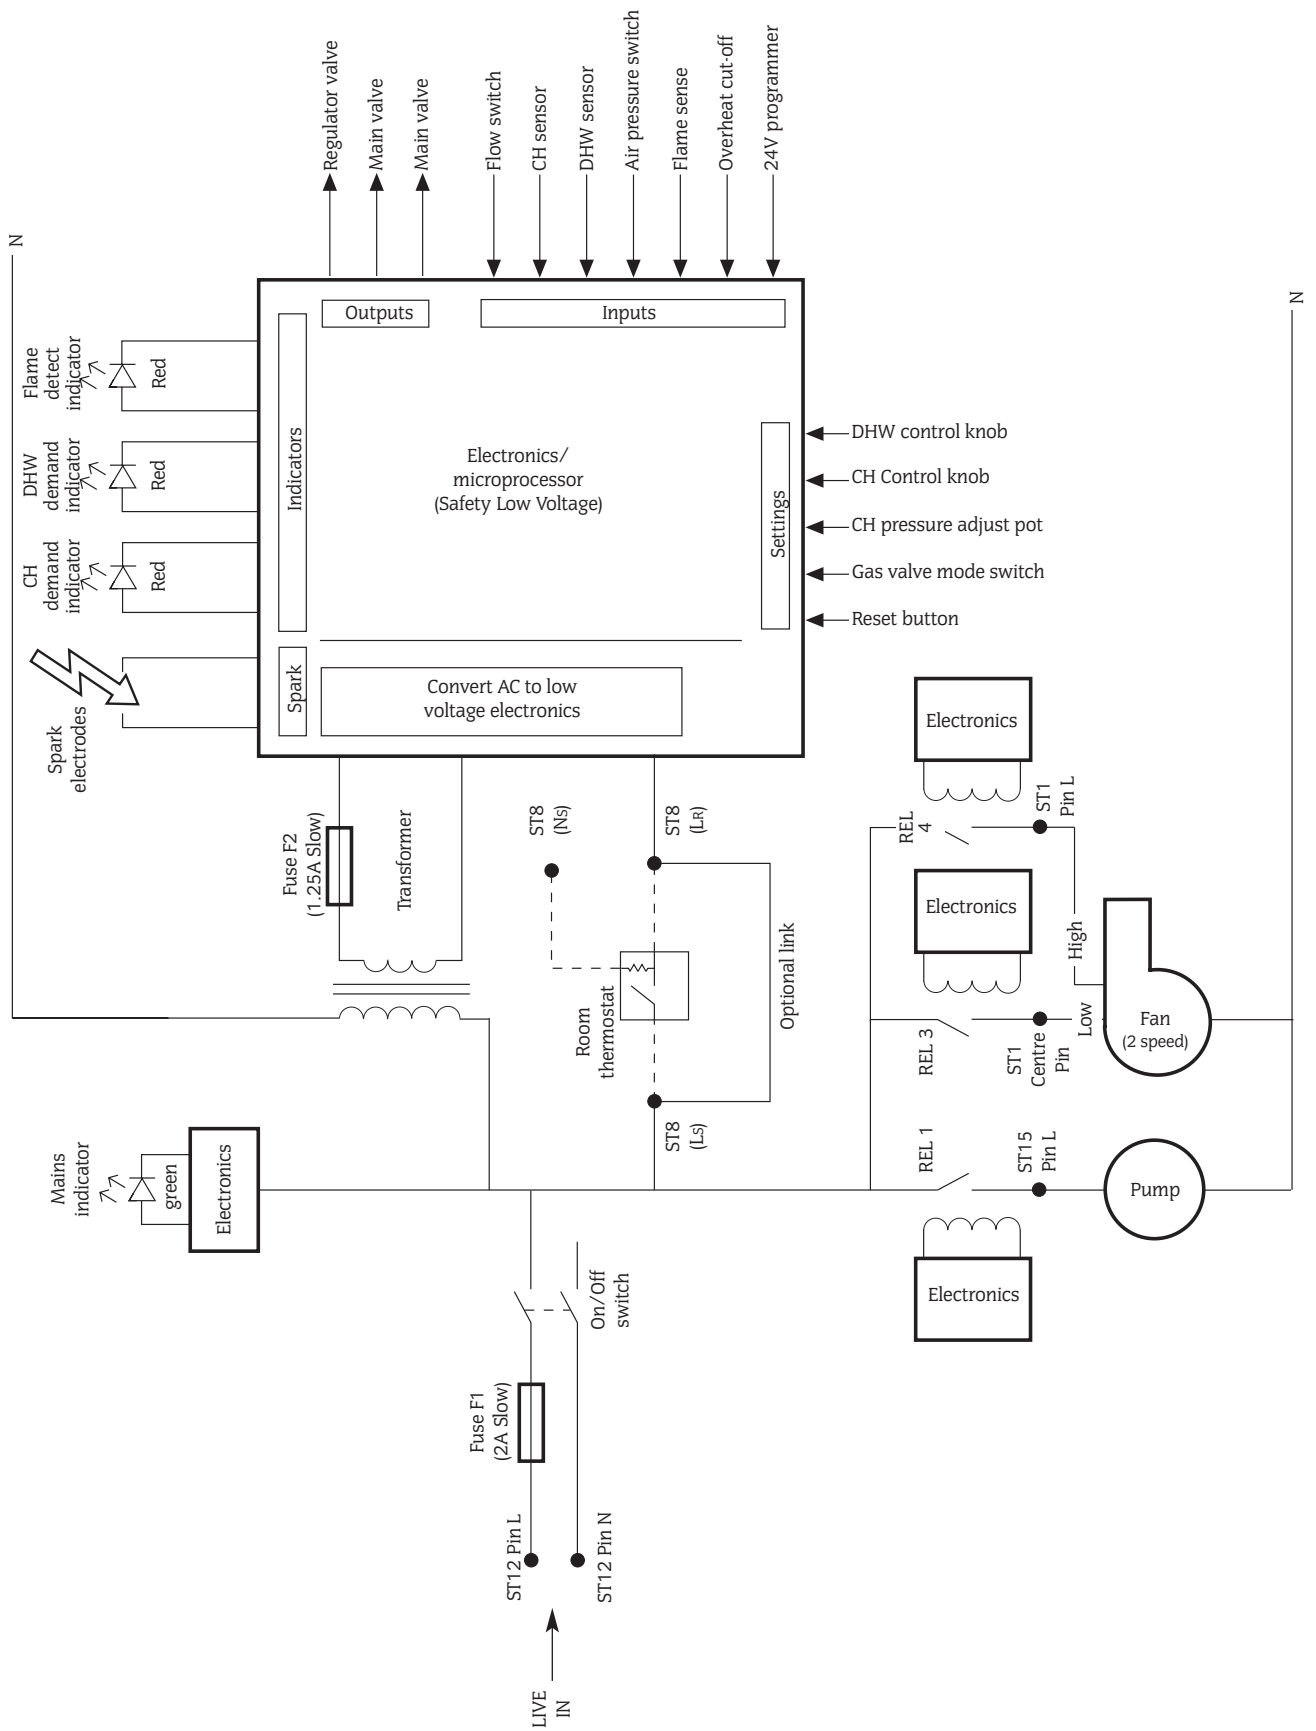 N
Flame
detect
indicator
Red
DHW
demand
indicator
Red
CH
demand
indicator
Red
Spark
electrodes
Regulator valve
Main valve
Main valve
Flow switch
CH sensor
DHW sensor
Air pressure switch
Flame sense
Overheat cut-off
24V programmer
Outputs
Inputs
Indicators
Electronics/
microprocessor
(Safety Low Voltage)
Settings
Spark
Convert AC to low
voltage electronics
DHW control knob
CH Control knob
CH pressure adjust pot
Gas valve mode switch
Reset button
N
Fuse F2
(1.25A Slow)
Transformer
ST8
(NS)
ST8
(LR)
Room
thermostat
Optional link
ST8
(LS)
Electronics
REL
4
ST1
Pin L
Electronics
High
REL 3
ST1
Centre
Pin
Low
Fan
(2 speed)
Mains
indicator
green
Electronics
REL 1
ST15
Pin L
Pump
Electronics
On/Off
switch
Fuse F1
(2A Slow)
ST12 Pin L
ST12 Pin N
LIVE
IN